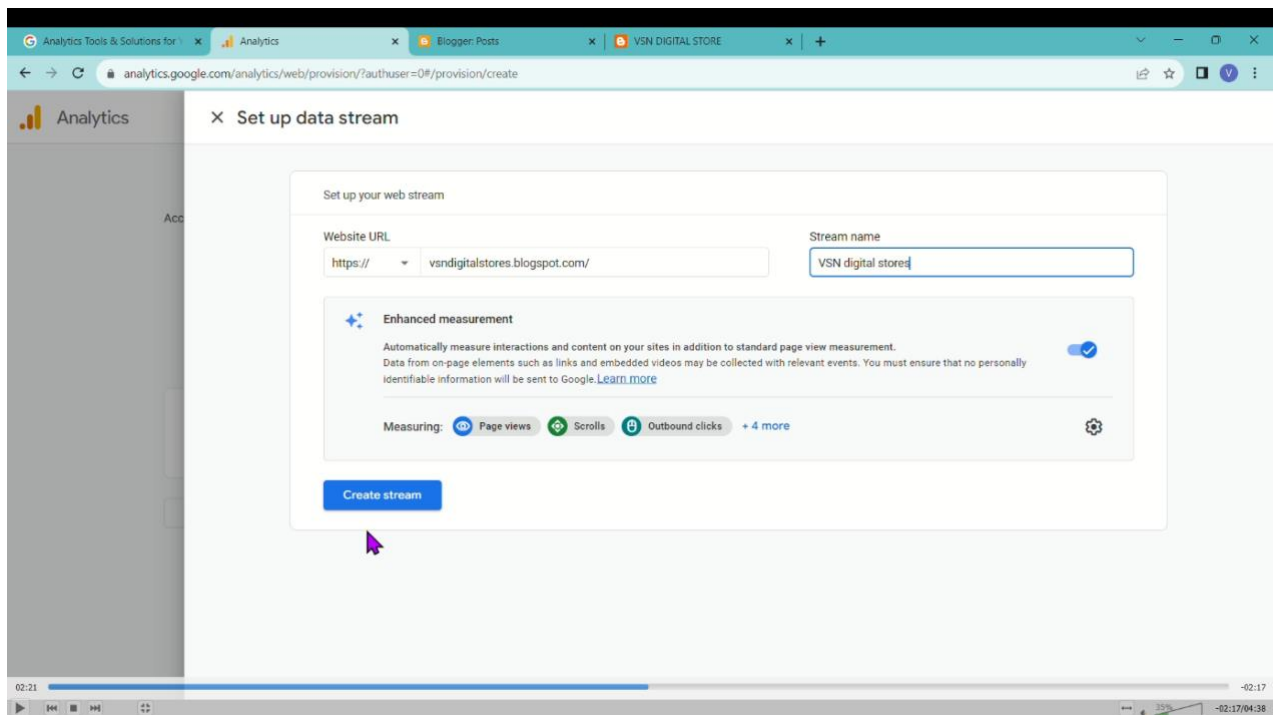 Analytics Tools & Solutions for
Analytics
Blogger: Posts
VSN DIGITAL STORE
analytics.google.com/analytics/web/provision/?authuser=0#/provision/create
V
Analytics
Set up data stream
Set up your web stream
Acc
Website URL
Stream name
https://
vsndigitalstores.blogspot.com/
VSN digital stores
Enhanced measurement
Automatically measure interactions and content on your sites in addition to standard page view measurement.
Data from on-page elements such as links and embedded videos may be collected with relevant events. You must ensure that no personally
identifiable information will be sent to Google. Learn more
Measuring: Page views Scrolls Outbound clicks + 4 more
Create stream
02:21
-02:17
35%
-02:17/04:38